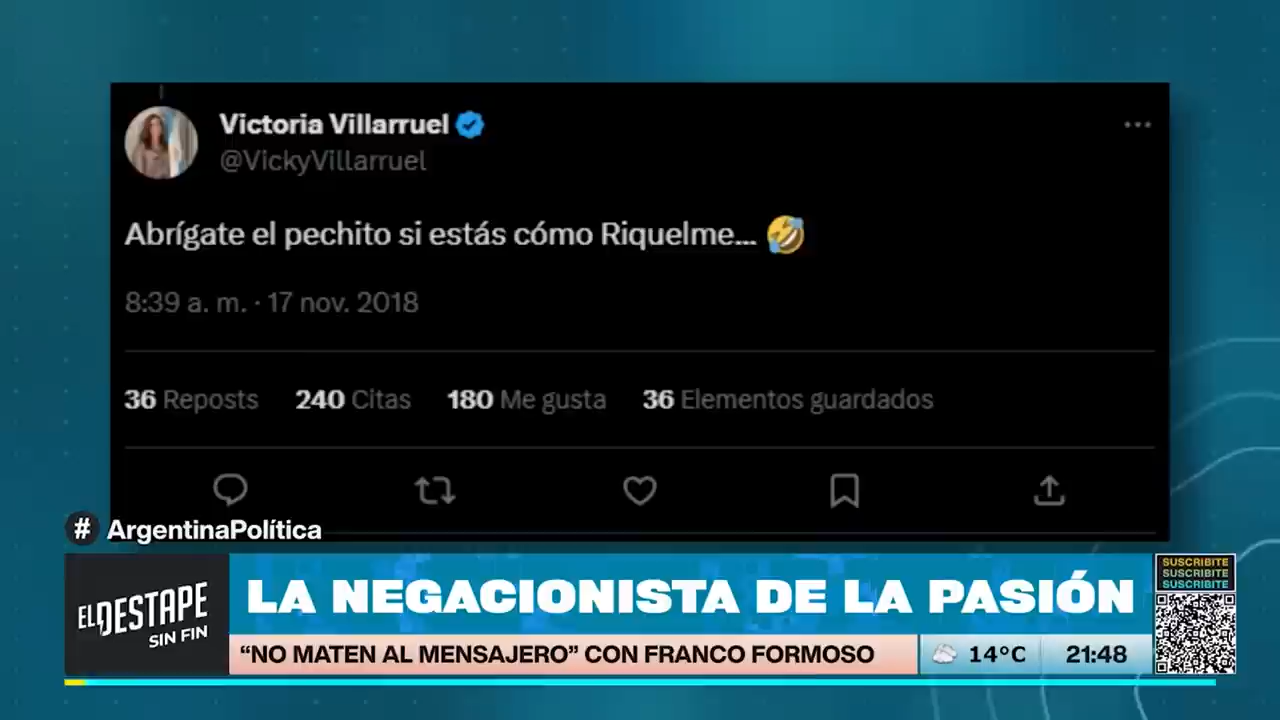 Victoria Villarruel
@VickyVillarruel
Abrígate el pechito si estás cómo Riquelme... 🤣
8:39 a. m. · 17 nov. 2018
36 Reposts 240 Citas 180 Me gusta 36 Elementos guardados
# ArgentinaPolítica
EL DESTAPE
SIN FIN
LA NEGACIONISTA DE LA PASIÓN
“NO MATEN AL MENSAJERO” CON FRANCO FORMOSO
14°C 21:48
SUSCRIBITE
SUSCRIBITE
SUSCRIBITE